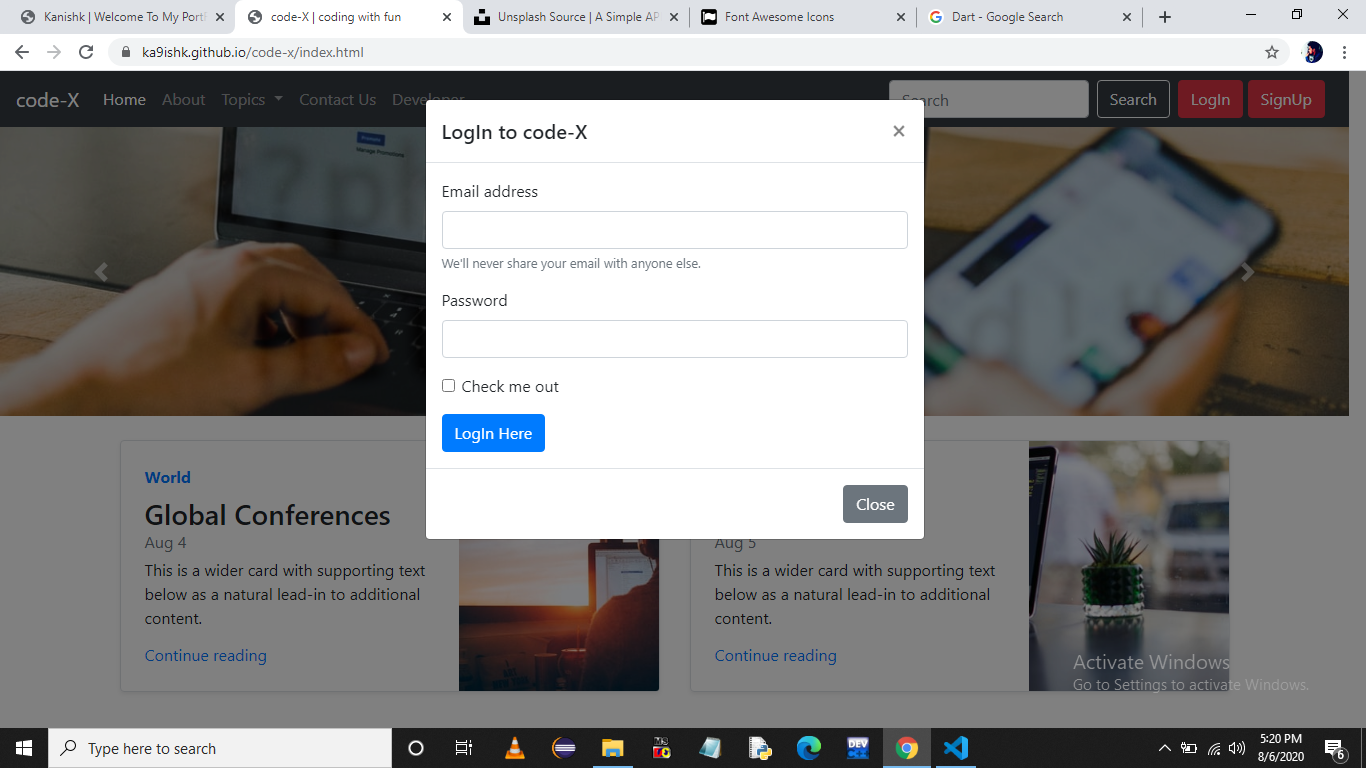 Kanishk | Welcome To My Portf
code-X | coding with fun
Unsplash Source | A Simple AP
Font Awesome Icons
Dart - Google Search
ka9ishk.github.io/code-x/index.html
code-X Home About Topics Contact Us Developer Search Search LogIn SignUp
LogIn to code-X
Email address
We'll never share your email with anyone else.
Password
Check me out
LogIn Here
Close
World
Global Conferences
Aug 4
This is a wider card with supporting text
below as a natural lead-in to additional
content.
Continue reading
Aug 5
This is a wider card with supporting text
below as a natural lead-in to additional
content.
Continue reading
Activate Windows
Go to Settings to activate Windows.
Type here to search
DEV
5:20 PM
8/6/2020
6